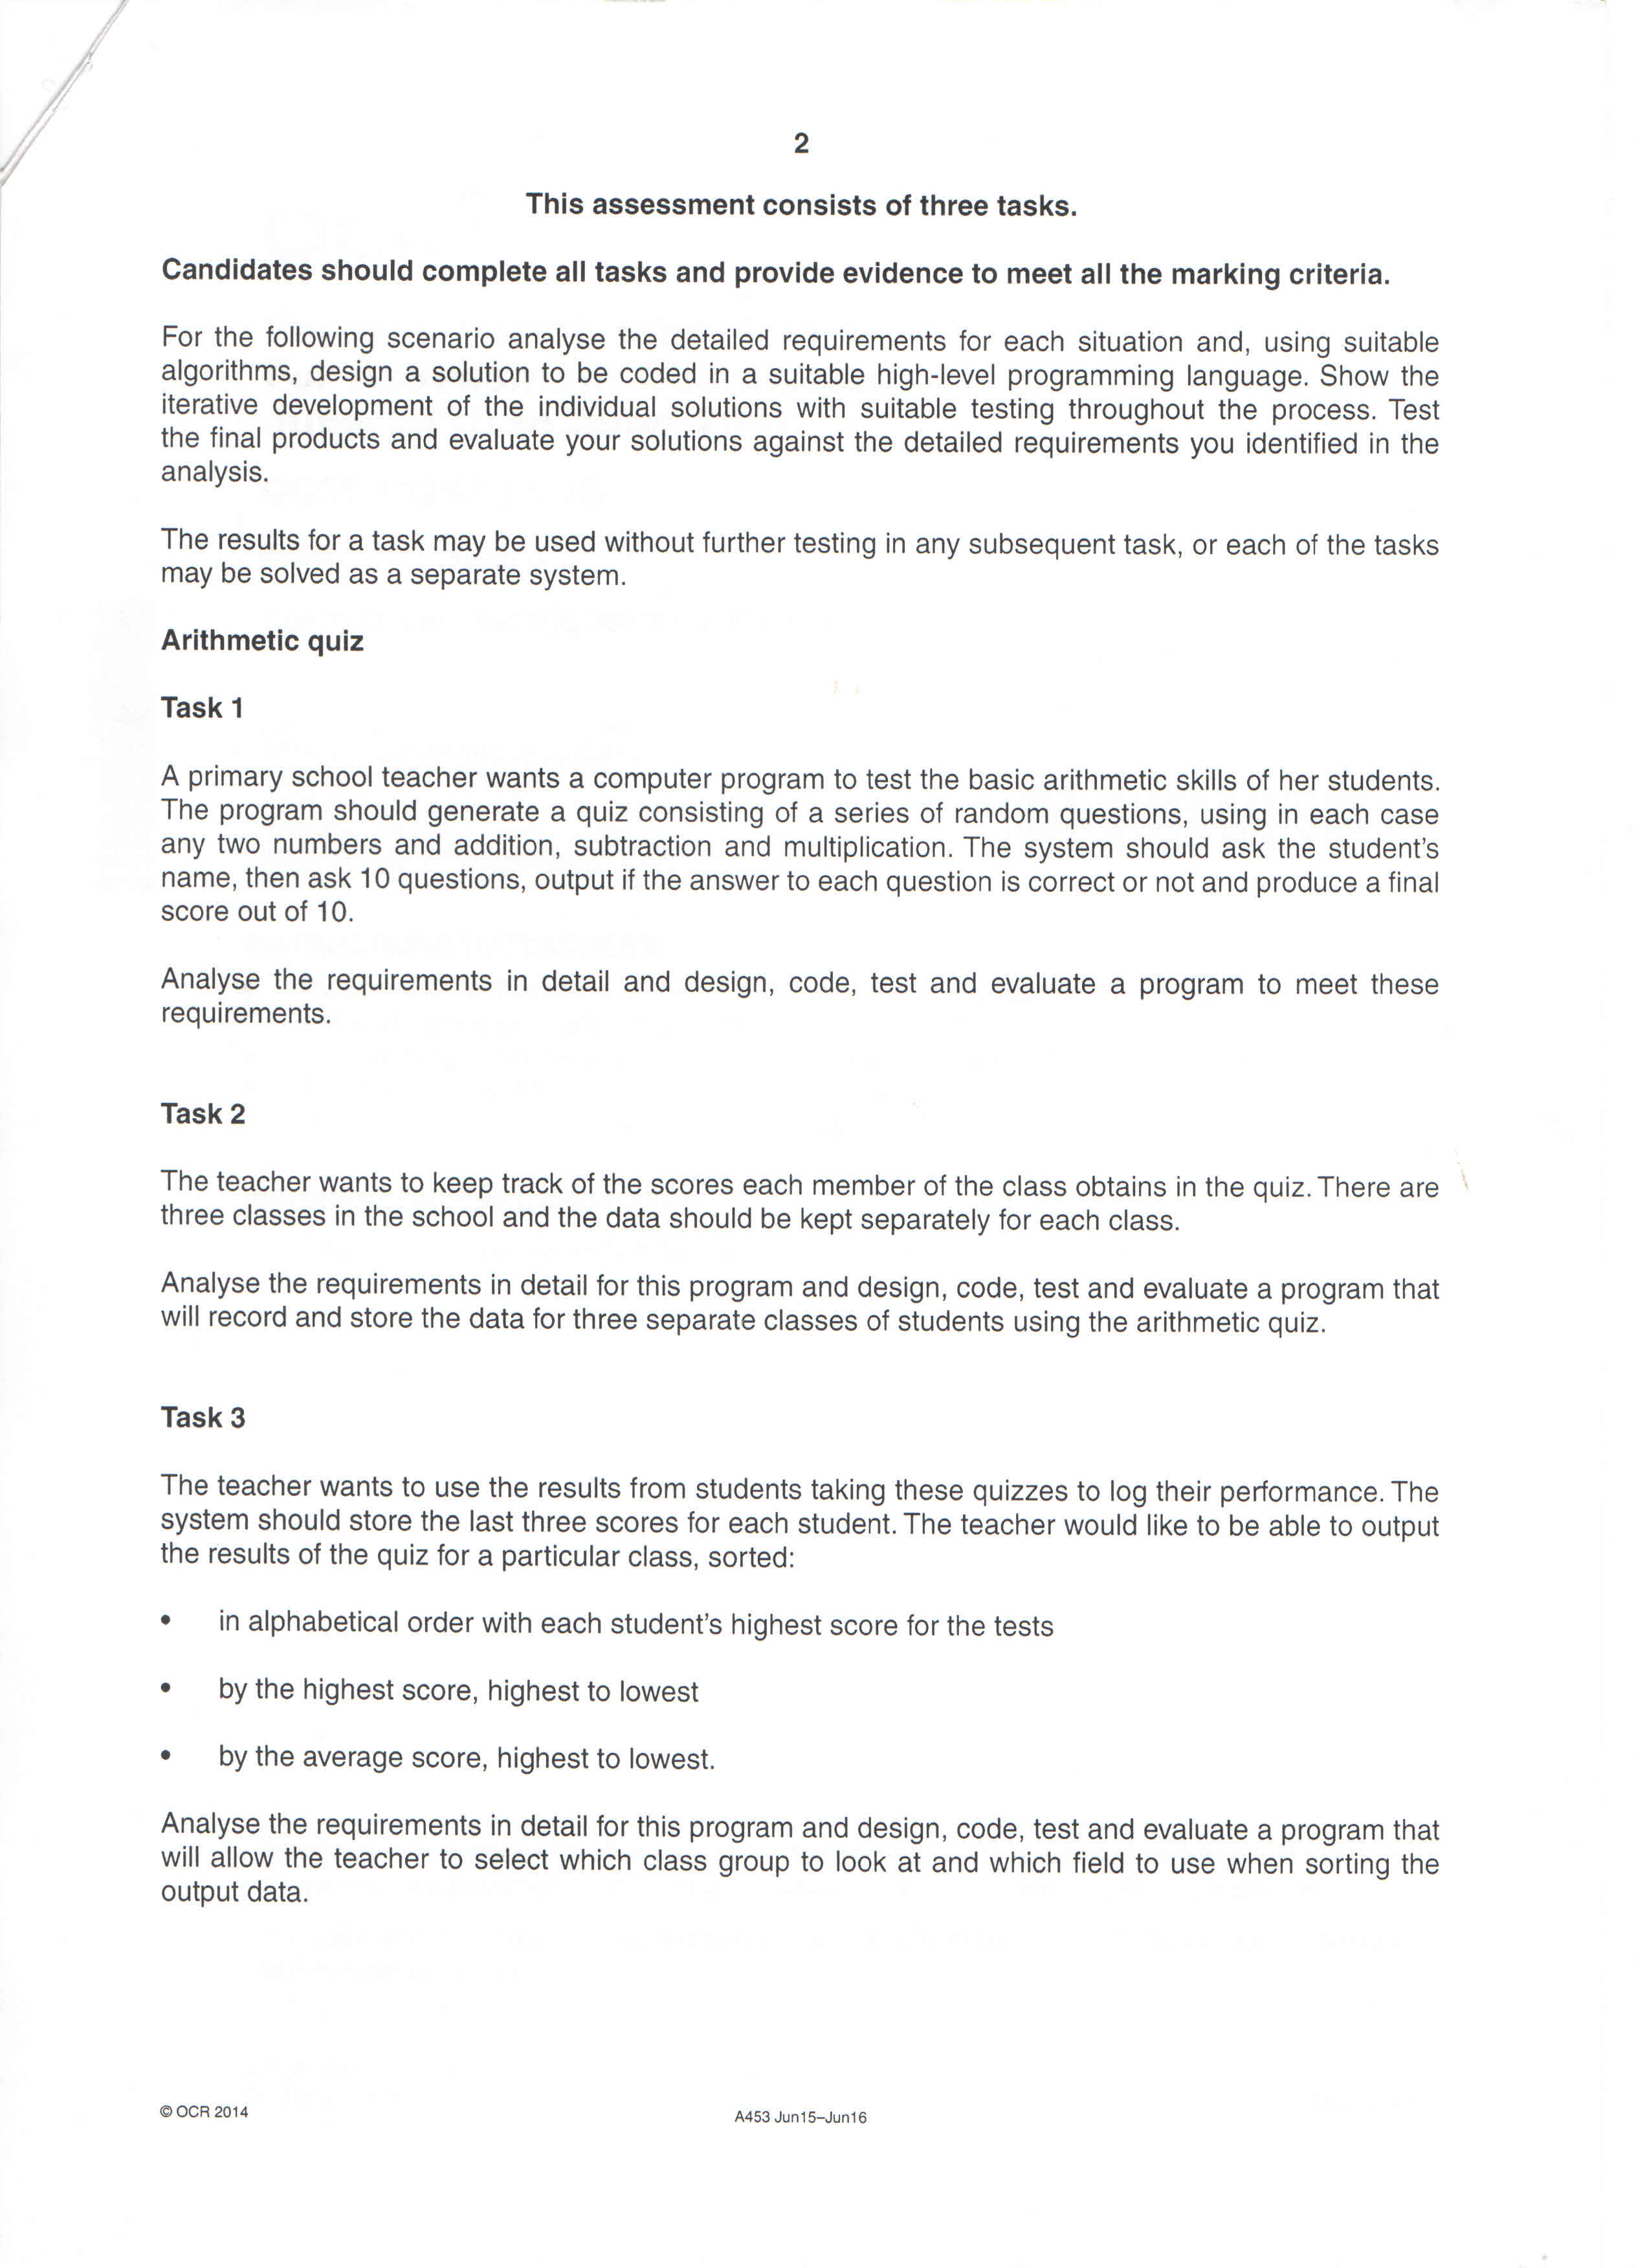 2
This assessment consists of three tasks.
Candidates should complete all tasks and provide evidence to meet all the marking criteria.
For the following scenario analyse the detailed requirements for each situation and, using suitable
algorithms, design a solution to be coded in a suitable high-level programming language. Show the
iterative development of the individual solutions with suitable testing throughout the process. Test
the final products and evaluate your solutions against the detailed requirements you identified in the
analysis.
The results for a task may be used without further testing in any subsequent task, or each of the tasks
may be solved as a separate system.
Arithmetic quiz
Task 1
A primary school teacher wants a computer program to test the basic arithmetic skills of her students.
The program should generate a quiz consisting of a series of random questions, using in each case
any two numbers and addition, subtraction and multiplication. The system should ask the student's
name, then ask 10 questions, output if the answer to each question is correct or not and produce a final
score out of 10.
Analyse the requirements in detail and design, code, test and evaluate a program to meet these
requirements.
Task 2
The teacher wants to keep track of the scores each member of the class obtains in the quiz. There are
three classes in the school and the data should be kept separately for each class.
Analyse the requirements in detail for this program and design, code, test and evaluate a program that
will record and store the data for three separate classes of students using the arithmetic quiz.
Task 3
The teacher wants to use the results from students taking these quizzes to log their performance. The
system should store the last three scores for each student. The teacher would like to be able to output
the results of the quiz for a particular class, sorted:
• in alphabetical order with each student's highest score for the tests
• by the highest score, highest to lowest
• by the average score, highest to lowest.
Analyse the requirements in detail for this program and design, code, test and evaluate a program that
will allow the teacher to select which class group to look at and which field to use when sorting the
output data.
© OCR 2014
A453 Jun15–Jun16